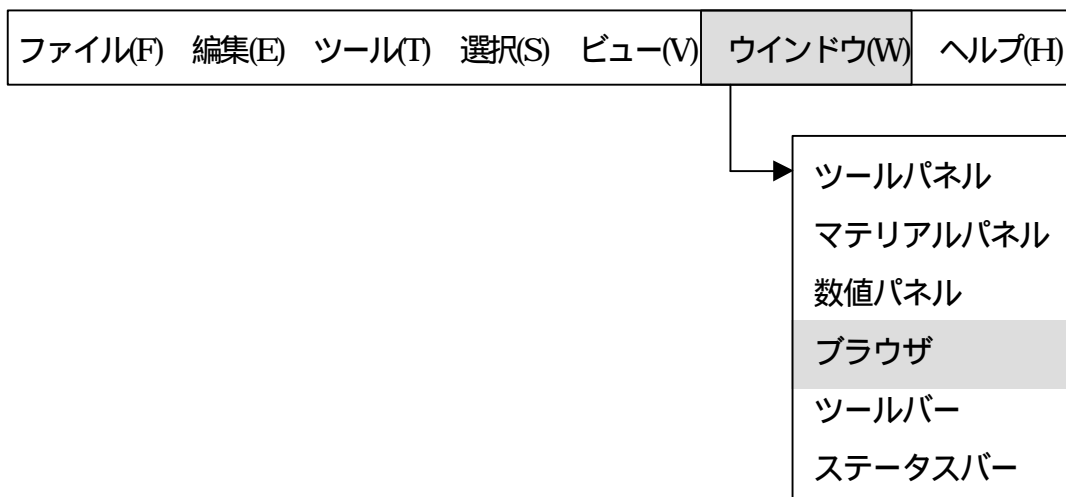 ファイル(F) 編集(E) ツール(T) 選択(S) ビュー(V) ウインドウ(W) ヘルプ(H)
ツールパネル
マテリアルパネル
数値パネル
ブラウザ
ツールバー
ステータスバー